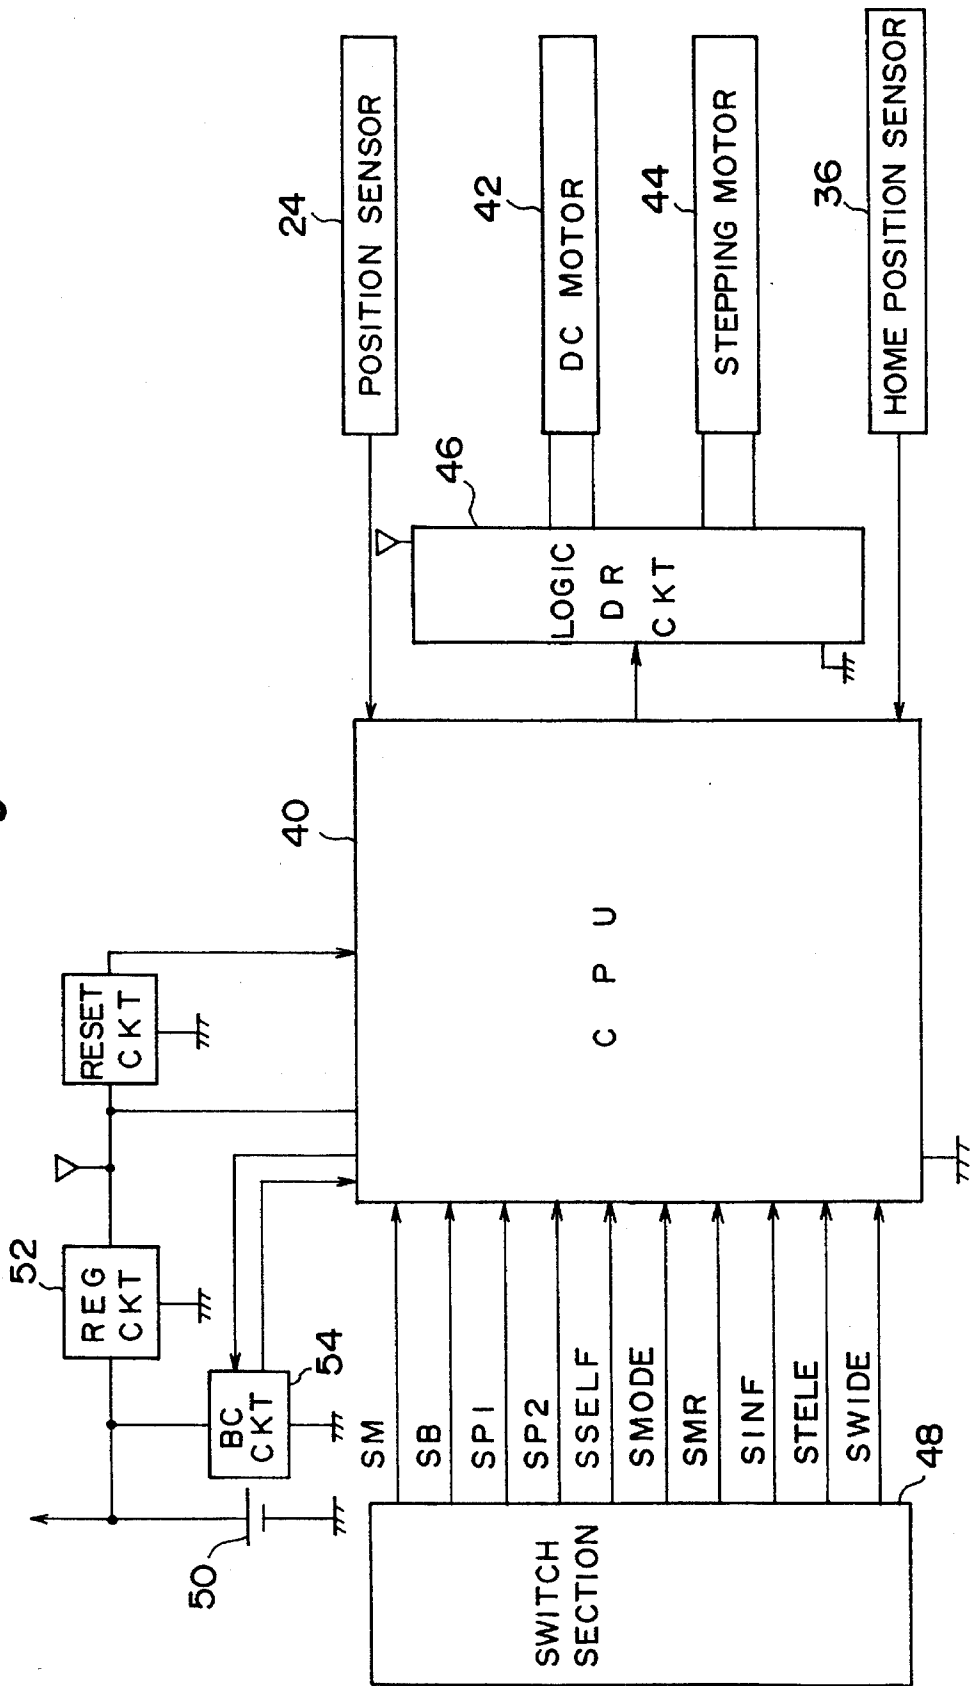 52
REG
CKT
RESET
CKT
50
BC
CKT
54
40
C P U
24
POSITION SENSOR
42
DC MOTOR
44
STEPPING MOTOR
36
HOME POSITION SENSOR
46
LOGIC
DR
CKT
SM
SB
SP1
SP2
SSELF
SMODE
SMR
SINF
STELE
SWIDE
SWITCH
SECTION
48